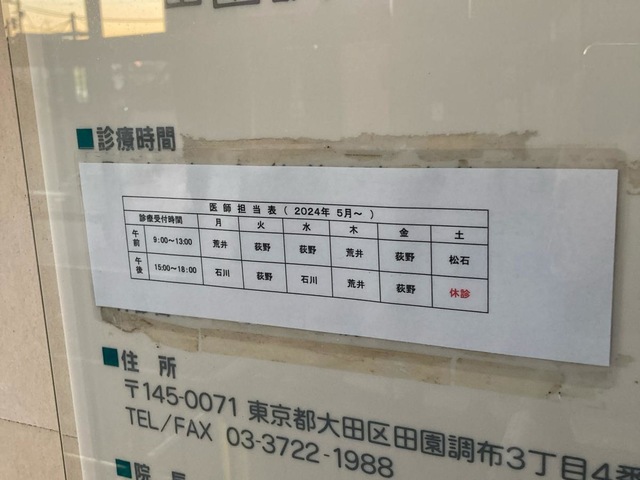 診療時間
医師担当表（2024年 5月～）
診療受付時間 月 火 水 木 金 土
午前 9:00～13:00 荒井 荻野 荻野 荒井 荻野 松石
午後 15:00～18:00 石川 荻野 石川 荒井 荻野 休診
住 所
〒145-0071 東京都大田区田園調布3丁目4番
TEL/FAX 03-3722-1988
院長